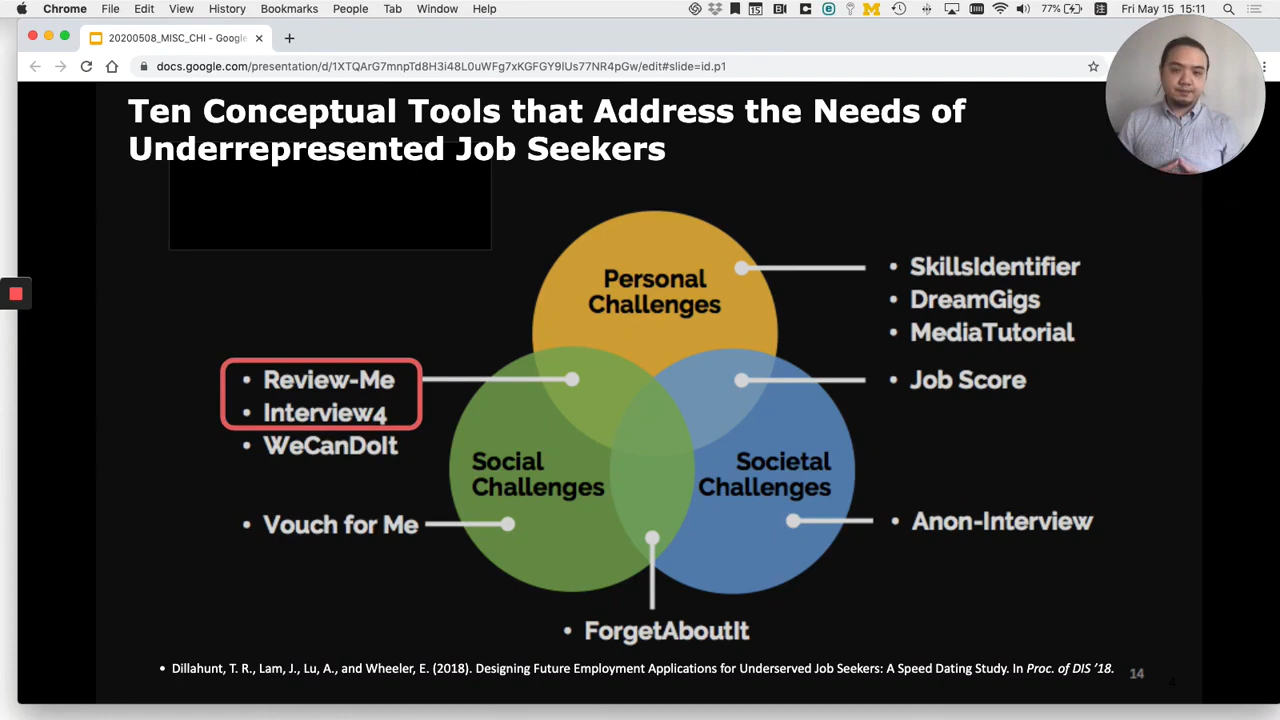 Chrome File Edit View History Bookmarks People Tab Window Help 15 77% Fri May 15 15:11
20200508_MISC_CHI - Google
docs.google.com/presentation/d/1XTQArG7mnpTd8H3i48L0uWFg7xKGFGY9lUs77NR4pGw/edit#slide=id.p1
Ten Conceptual Tools that Address the Needs of
Underrepresented Job Seekers
Personal
Challenges
• SkillsIdentifier
• DreamGigs
• MediaTutorial
• Review-Me
• Interview4
• WeCanDoIt
• Job Score
Social
Challenges
Societal
Challenges
• Vouch for Me
• Anon-Interview
• ForgetAboutIt
• Dillahunt, T. R., Lam, J., Lu, A., and Wheeler, E. (2018). Designing Future Employment Applications for Underserved Job Seekers: A Speed Dating Study. In Proc. of DIS ’18.
14
4